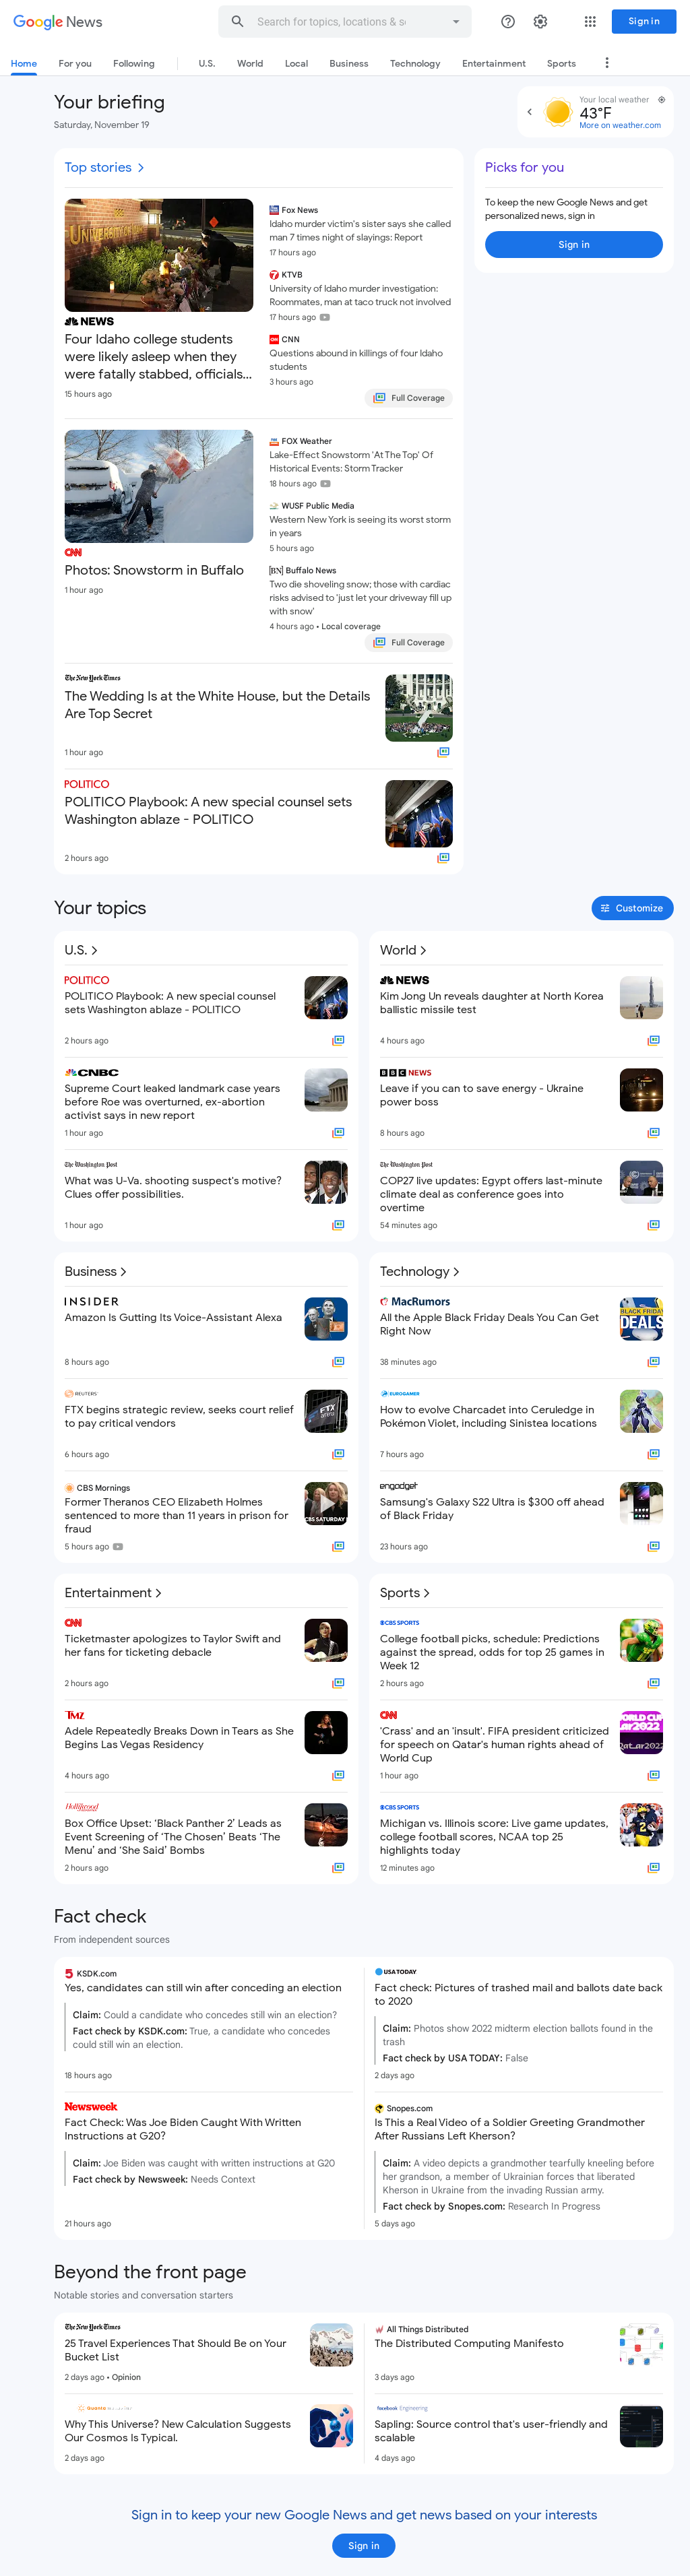 Google News
Search for topics, locations & so
Sign in
Home
For you
Following
U.S.
World
Local
Business
Technology
Entertainment
Sports
Your briefing
Saturday, November 19
Your local weather
43°F
More on weather.com
Top stories
NEWS
Four Idaho college students
were likely asleep when they
were fatally stabbed, officials...
15 hours ago
Fox News
Idaho murder victim's sister says she called
man 7 times night of slayings: Report
17 hours ago
KTVB
University of Idaho murder investigation:
Roommates, man at taco truck not involved
17 hours ago
CNN
Questions abound in killings of four Idaho
students
3 hours ago
Full Coverage
CNN
Photos: Snowstorm in Buffalo
1 hour ago
FOX Weather
Lake-Effect Snowstorm 'At The Top' Of
Historical Events: Storm Tracker
18 hours ago
WUSF Public Media
Western New York is seeing its worst storm
in years
5 hours ago
BN Buffalo News
Two die shoveling snow; those with cardiac
risks advised to 'just let your driveway fill up
with snow'
4 hours ago • Local coverage
Full Coverage
The New York Times
The Wedding Is at the White House, but the Details
Are Top Secret
1 hour ago
POLITICO
POLITICO Playbook: A new special counsel sets
Washington ablaze - POLITICO
2 hours ago
Picks for you
To keep the new Google News and get
personalized news, sign in
Sign in
Your topics
Customize
U.S.
POLITICO
POLITICO Playbook: A new special counsel
sets Washington ablaze - POLITICO
2 hours ago
CNBC
Supreme Court leaked landmark case years
before Roe was overturned, ex-abortion
activist says in new report
1 hour ago
The Washington Post
What was U-Va. shooting suspect's motive?
Clues offer possibilities.
1 hour ago
World
NEWS
Kim Jong Un reveals daughter at North Korea
ballistic missile test
4 hours ago
BBC NEWS
Leave if you can to save energy - Ukraine
power boss
8 hours ago
The Washington Post
COP27 live updates: Egypt offers last-minute
climate deal as conference goes into
overtime
54 minutes ago
Business
INSIDER
Amazon Is Gutting Its Voice-Assistant Alexa
8 hours ago
REUTERS
FTX begins strategic review, seeks court relief
to pay critical vendors
FTX
6 hours ago
CBS Mornings
Former Theranos CEO Elizabeth Holmes
sentenced to more than 11 years in prison for
fraud
CBS SATURDAY
5 hours ago
Technology
MacRumors
All the Apple Black Friday Deals You Can Get
Right Now
BLACK FRIDAY
DEALS
38 minutes ago
EUROGAMER
How to evolve Charcadet into Ceruledge in
Pokémon Violet, including Sinistea locations
7 hours ago
engadget
Samsung's Galaxy S22 Ultra is $300 off ahead
of Black Friday
23 hours ago
Entertainment
CNN
Ticketmaster apologizes to Taylor Swift and
her fans for ticketing debacle
2 hours ago
TMZ
Adele Repeatedly Breaks Down in Tears as She
Begins Las Vegas Residency
4 hours ago
Hollywood
Box Office Upset: 'Black Panther 2' Leads as
Event Screening of 'The Chosen' Beats 'The
Menu' and 'She Said' Bombs
2 hours ago
Sports
CBS SPORTS
College football picks, schedule: Predictions
against the spread, odds for top 25 games in
Week 12
2 hours ago
CNN
'Crass' and an 'insult'. FIFA president criticized
for speech on Qatar's human rights ahead of
World Cup
WORLD CUP
Qatar2022
1 hour ago
CBS SPORTS
Michigan vs. Illinois score: Live game updates,
college football scores, NCAA top 25
highlights today
12 minutes ago
Fact check
From independent sources
KSDK.com
Yes, candidates can still win after conceding an election
Claim: Could a candidate who concedes still win an election?
Fact check by KSDK.com: True, a candidate who concedes
could still win an election.
18 hours ago
USA TODAY
Fact check: Pictures of trashed mail and ballots date back
to 2020
Claim: Photos show 2022 midterm election ballots found in the
trash
Fact check by USA TODAY: False
2 days ago
Newsweek
Fact Check: Was Joe Biden Caught With Written
Instructions at G20?
Claim: Joe Biden was caught with written instructions at G20
Fact check by Newsweek: Needs Context
21 hours ago
Snopes.com
Is This a Real Video of a Soldier Greeting Grandmother
After Russians Left Kherson?
Claim: A video depicts a grandmother tearfully kneeling before
her grandson, a member of Ukrainian forces that liberated
Kherson in Ukraine from the invading Russian army.
Fact check by Snopes.com: Research In Progress
5 days ago
Beyond the front page
Notable stories and conversation starters
The New York Times
25 Travel Experiences That Should Be on Your
Bucket List
2 days ago • Opinion
All Things Distributed
The Distributed Computing Manifesto
3 days ago
Quanta
Why This Universe? New Calculation Suggests
Our Cosmos Is Typical.
2 days ago
Engineering
Sapling: Source control that's user-friendly and
scalable
4 days ago
Sign in to keep your new Google News and get news based on your interests
Sign in